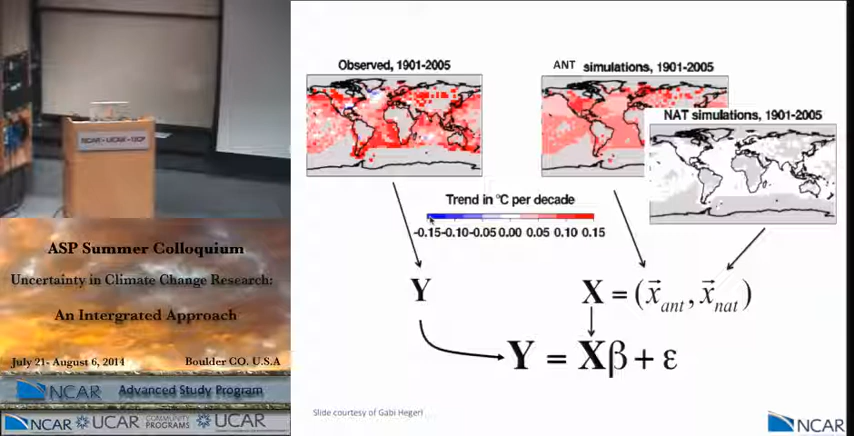 NCAR • UCAR • UOP
ASP Summer Colloquium
Uncertainty in Climate Change Research:
An Intergrated Approach
July 21- August 6, 2014 Boulder CO. U.S.A
NCAR Advanced Study Program
NCAR UCAR COMMUNITY PROGRAMS UCAR
Observed, 1901-2005
ANT simulations, 1901-2005
NAT simulations, 1901-2005
Trend in °C per decade
-0.15 -0.10 -0.05 0.00 0.05 0.10 0.15
Y
X = (x⃗ant, x⃗nat)
Y = Xβ + ε
Slide courtesy of Gabi Hegerl
NCAR